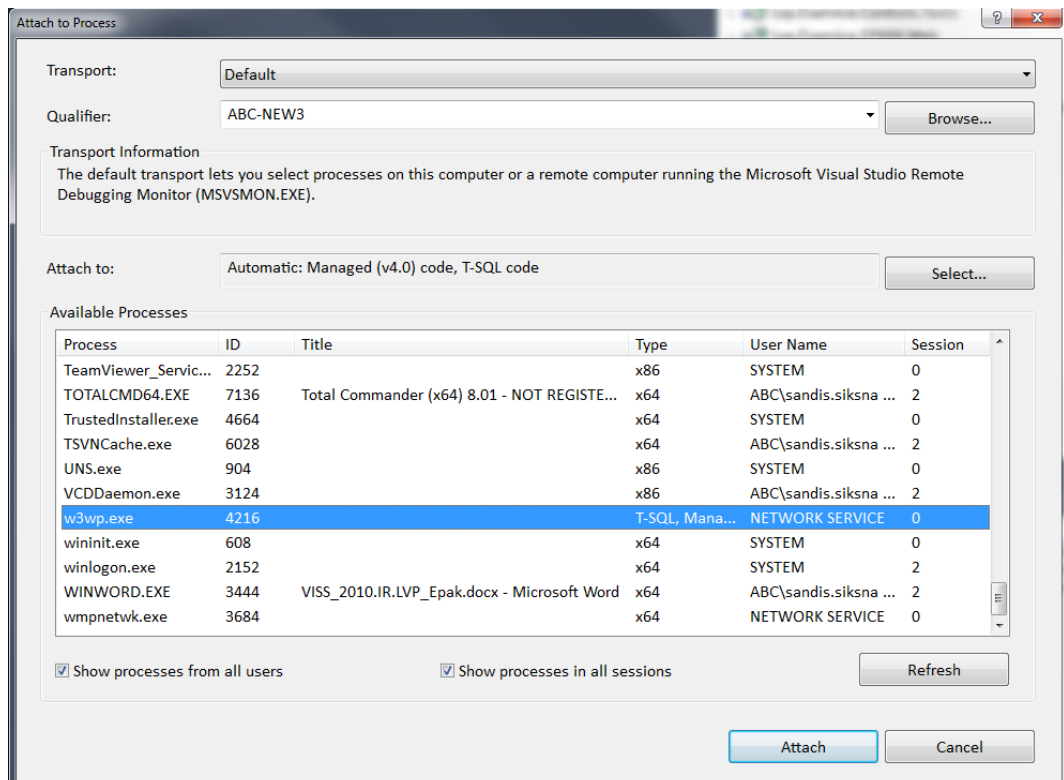 Attach to Process
Transport: Default
Qualifier: ABC-NEW3 Browse...
Transport Information
The default transport lets you select processes on this computer or a remote computer running the Microsoft Visual Studio Remote
Debugging Monitor (MSVSMON.EXE).
Attach to: Automatic: Managed (v4.0) code, T-SQL code Select...
Available Processes
Process ID Title Type User Name Session
TeamViewer_Servic... 2252 x86 SYSTEM 0
TOTALCMD64.EXE 7136 Total Commander (x64) 8.01 - NOT REGISTE... x64 ABC\sandis.siksna ... 2
TrustedInstaller.exe 4664 x64 SYSTEM 0
TSVNCache.exe 6028 x64 ABC\sandis.siksna ... 2
UNS.exe 904 x86 SYSTEM 0
VCDDaemon.exe 3124 x86 ABC\sandis.siksna ... 2
w3wp.exe 4216 T-SQL, Mana... NETWORK SERVICE 0
wininit.exe 608 x64 SYSTEM 0
winlogon.exe 2152 x64 SYSTEM 2
WINWORD.EXE 3444 VISS_2010.IR.LVP_Epak.docx - Microsoft Word x64 ABC\sandis.siksna ... 2
wmpnetwk.exe 3684 x64 NETWORK SERVICE 0
Show processes from all users Show processes in all sessions Refresh
Attach Cancel